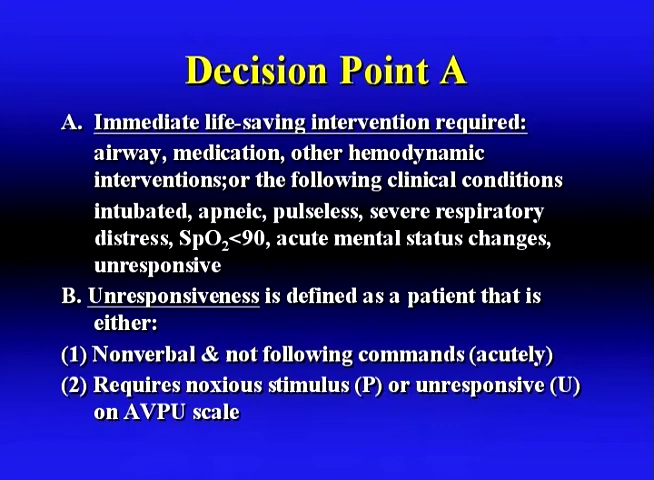 Decision Point A
A. Immediate life-saving intervention required:
airway, medication, other hemodynamic
interventions;or the following clinical conditions
intubated, apneic, pulseless, severe respiratory
distress, SpO₂<90, acute mental status changes,
unresponsive
B. Unresponsiveness is defined as a patient that is
either:
(1) Nonverbal & not following commands (acutely)
(2) Requires noxious stimulus (P) or unresponsive (U)
on AVPU scale